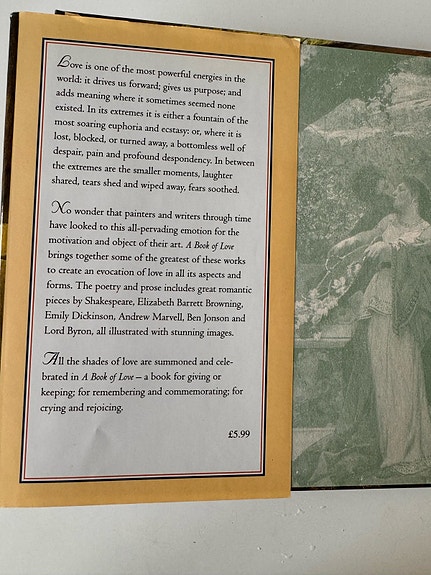 Love is one of the most powerful energies in the
world: it drives us forward; gives us purpose; and
adds meaning where it sometimes seemed none
existed. In its extremes it is either a fountain of the
most soaring euphoria and ecstasy: or, where it is
lost, blocked, or turned away, a bottomless well of
despair, pain and profound despondency. In between
the extremes are the smaller moments, laughter
shared, tears shed and wiped away, fears soothed.
No wonder that painters and writers through time
have looked to this all-pervading emotion for the
motivation and object of their art. A Book of Love
brings together some of the greatest of these works
to create an evocation of love in all its aspects and
forms. The poetry and prose includes great romantic
pieces by Shakespeare, Elizabeth Barrett Browning,
Emily Dickinson, Andrew Marvell, Ben Jonson and
Lord Byron, all illustrated with stunning images.
All the shades of love are summoned and cele-
brated in A Book of Love – a book for giving or
keeping; for remembering and commemorating; for
crying and rejoicing.
£5.99